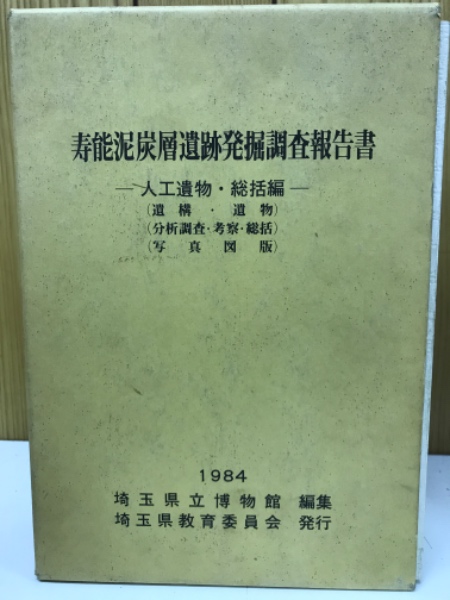 寿能泥炭層遺跡発掘調査報告書
―人工遺物・総括編―
(遺構・遺物)
(分析調査・考察・総括)
(写真図版)
1984
埼玉県立博物館 編集
埼玉県教育委員会 発行